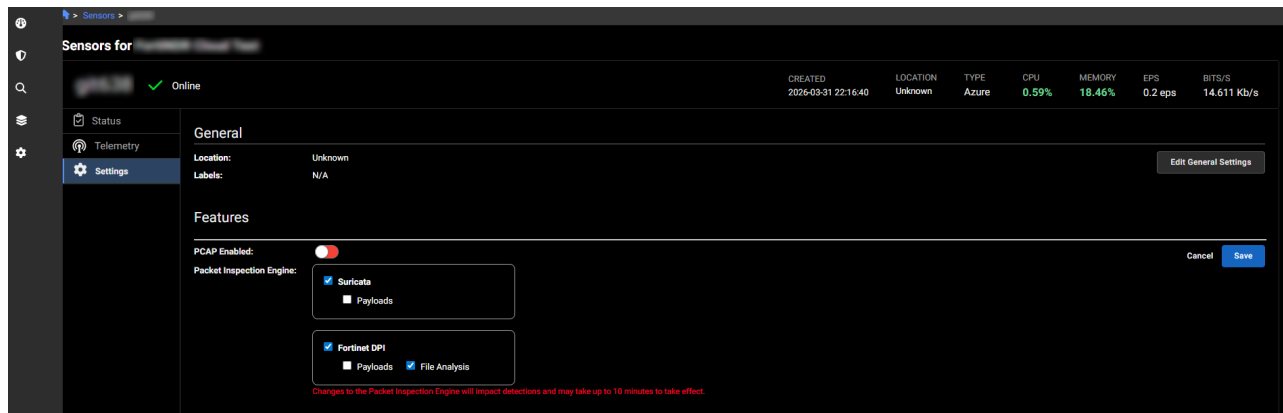 > Sensors >
Sensors for
Online
CREATED
2026-03-31 22:16:40
LOCATION
Unknown
TYPE
Azure
CPU
0.59%
MEMORY
18.46%
EPS
0.2 eps
BITS/S
14.611 Kb/s
Status
Telemetry
Settings
General
Location: Unknown
Edit General Settings
Labels: N/A
Features
PCAP Enabled:
Cancel Save
Packet Inspection Engine:
Suricata
Payloads
Fortinet DPI
Payloads File Analysis
Changes to the Packet Inspection Engine will impact detections and may take up to 10 minutes to take effect.